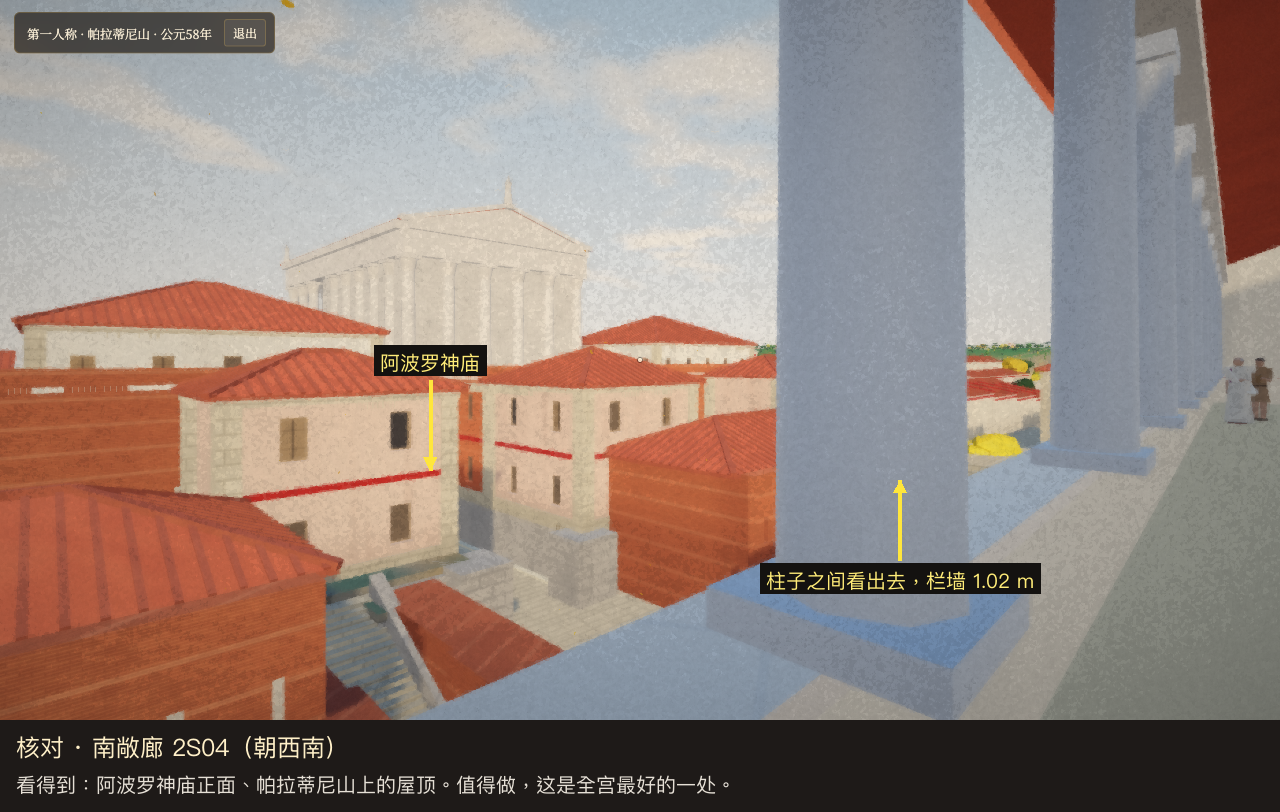 第一人称 · 帕拉蒂尼山 · 公元58年 退出
阿波罗神庙
柱子之间看出去，栏墙 1.02 m
核对 · 南敞廊 2S04（朝西南）
看得到：阿波罗神庙正面、帕拉蒂尼山上的屋顶。值得做，这是全宫最好的一处。